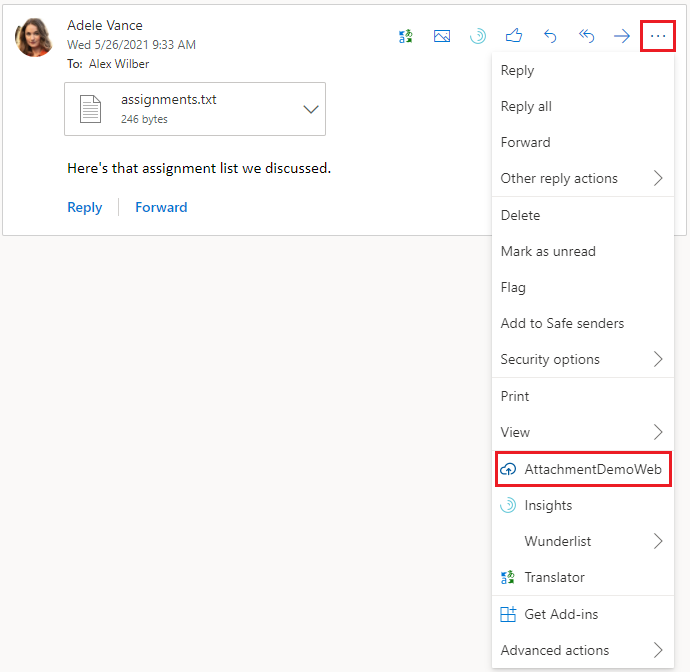 Adele Vance
Wed 5/26/2021 9:33 AM
To: Alex Wilber
assignments.txt
246 bytes
Here's that assignment list we discussed.
Reply
Forward
Reply
Reply all
Forward
Other reply actions
Delete
Mark as unread
Flag
Add to Safe senders
Security options
Print
View
AttachmentDemoWeb
Insights
Wunderlist
Translator
Get Add-ins
Advanced actions